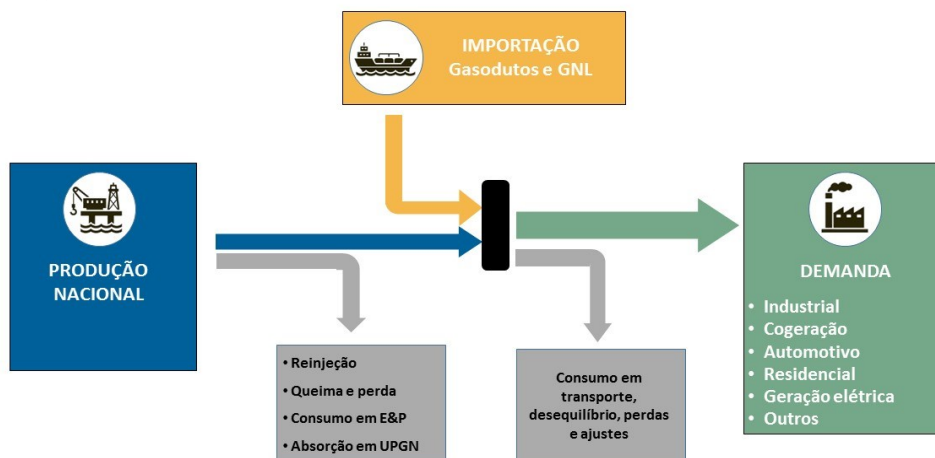 IMPORTAÇÃO
Gasodutos e GNL
PRODUÇÃO
NACIONAL
DEMANDA
• Industrial
• Cogeração
• Automotivo
• Residencial
• Geração elétrica
• Outros
• Reinjeção
• Queima e perda
• Consumo em E&P
• Absorção em UPGN
Consumo em
transporte,
desequilíbrio, perdas
e ajustes